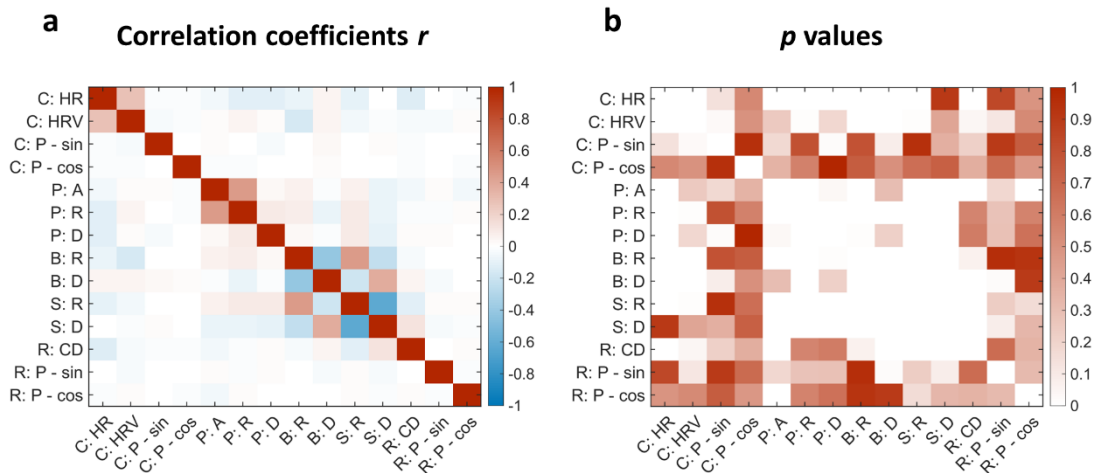 a
Correlation coefficients r
C: HR
C: HRV
C: P - sin
C: P - cos
P: A
P: R
P: D
B: R
B: D
S: R
S: D
R: CD
R: P - sin
R: P - cos
C: HR
C: HRV
C: P - sin
C: P - cos
P: A
P: R
P: D
B: R
B: D
S: R
S: D
R: CD
R: P - sin
R: P - cos
1
0.8
0.6
0.4
0.2
0
-0.2
-0.4
-0.6
-0.8
-1
b
p values
C: HR
C: HRV
C: P - sin
C: P - cos
P: A
P: R
P: D
B: R
B: D
S: R
S: D
R: CD
R: P - sin
R: P - cos
C: HR
C: HRV
C: P - sin
C: P - cos
P: A
P: R
P: D
B: R
B: D
S: R
S: D
R: CD
R: P - sin
R: P - cos
1
0.9
0.8
0.7
0.6
0.5
0.4
0.3
0.2
0.1
0